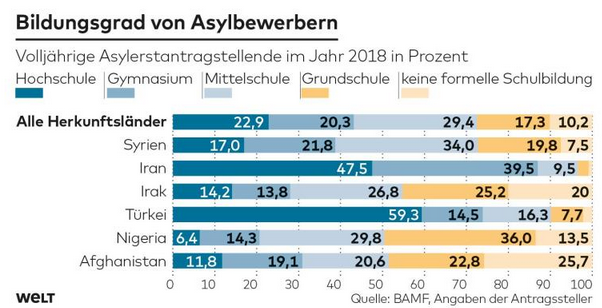 Bildungsgrad von Asylbewerbern
Volljährige Asylerstantragstellende im Jahr 2018 in Prozent
Hochschule Gymnasium Mittelschule Grundschule keine formelle Schulbildung
Alle Herkunftsländer 22,9 20,3 29,4 17,3 10,2
Syrien 17,0 21,8 34,0 19,8 7,5
Iran 47,5 39,5 9,5
Irak 14,2 13,8 26,8 25,2 20
Türkei 59,3 14,5 16,3 7,7
Nigeria 6,4 14,3 29,8 36,0 13,5
Afghanistan 11,8 19,1 20,6 22,8 25,7
0 10 20 30 40 50 60 70 80 90 100
WELT Quelle: BAMF, Angaben der Antragssteller